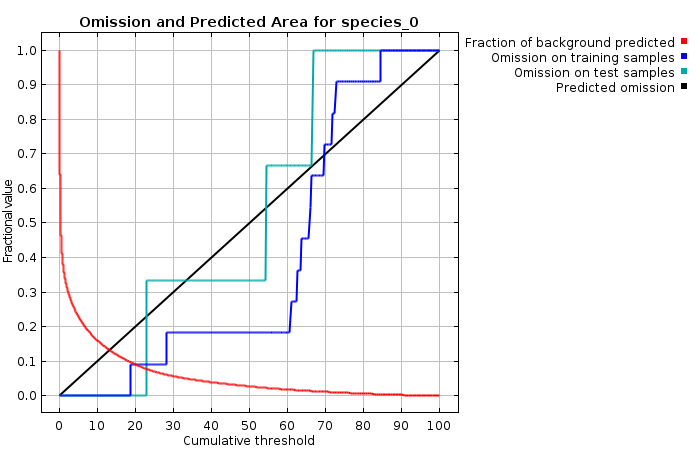 Omission and Predicted Area for species_0
Fraction of background predicted
Omission on training samples
Omission on test samples
Predicted omission
Fractional value
1.0
0.9
0.8
0.7
0.6
0.5
0.4
0.3
0.2
0.1
0.0
0 10 20 30 40 50 60 70 80 90 100
Cumulative threshold